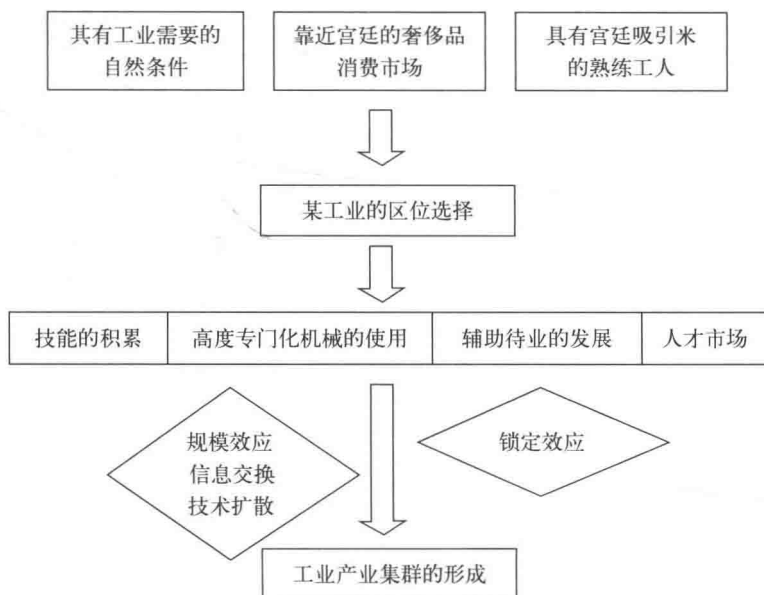 其有工业需要的
自然条件
靠近宫廷的奢侈品
消费市场
具有宫廷吸引米
的熟练工人
某工业的区位选择
技能的积累
高度专门化机械的使用
辅助待业的发展
人才市场
规模效应
信息交换
技术扩散
锁定效应
工业产业集群的形成